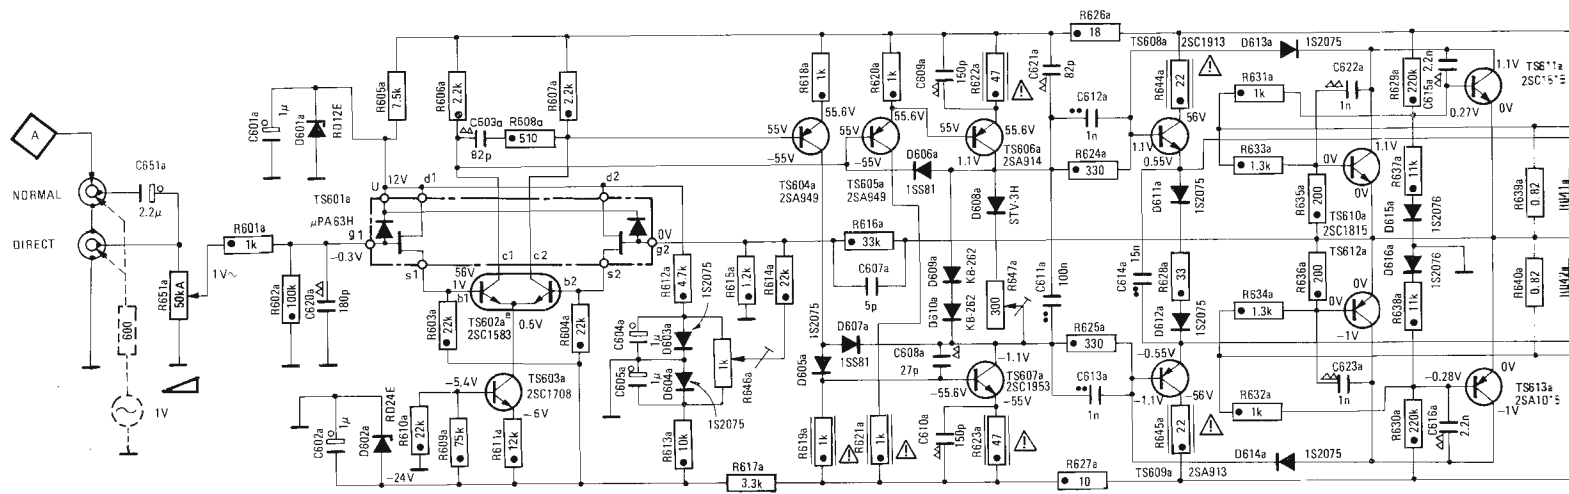 A
NORMAL
DIRECT
C651a
2.2μ
R651a
50kA
600
1V
1V~
R601a
1k
R602a
100k
C620a
180p
C601a
1μ
D601a
RD12E
R605a
7.5k
R606a
2.2k
R607a
2.2k
C603a
82p
R608a
510
TS601a
μPA63H
U
12V
d1
d2
g1
-0.3V
s1
s2
0V
g2
c1
c2
56V
1V
b1
b2
TS602a
2SC1583
0.5V
R603a
22k
R604a
22k
TS603a
2SC1708
-5.4V
-6V
R610a
22k
R609a
75k
R611a
12k
C602a
1μ
D602a
RD24E
-24V
R612a
4.7k
1S2075
C604a
1μ
D603a
C605a
1μ
D604a
1S2075
1k
R646a
R613a
10k
R615a
1.2k
R614a
22k
R616a
33k
C607a
5p
R617a
3.3k
R618a
1k
55V
55.6V
-55V
TS604a
2SA949
R620a
1k
55.6V
-55V
TS605a
2SA949
C609a
150p
R622a
47
55V
55.6V
TS606a
2SA914
1.1V
D606a
1SS81
D608a
STV-3H
D609a
KB-262
D610a
KB-262
R647a
300
1S2075
D605a
D607a
1SS81
C608a
27p
-1.1V
TS607a
2SC1953
-55.6V
-55V
R619a
1k
R621a
1k
C610a
150p
R623a
47
R626a
18
C621a
82p
C612a
1n
R624a
330
C611a
100n
R625a
330
C613a
1n
R627a
10
TS608a
2SC1913
R644a
22
56V
1.1V
0.55V
D611a
1S2075
C614a
15n
R628a
33
D612a
1S2075
-0.55V
-1.1V
-56V
R645a
22
TS609a
2SA913
D613a
1S2075
R631a
1k
C622a
1n
R633a
1.3k
R635a
200
0V
1.1V
0V
TS610a
2SC1815
TS612a
R636a
200
R634a
1.3k
0V
0V
-1V
C623a
1n
R632a
1k
D614a
1S2075
R629a
220k
C615a
2.2n
0.27V
R637a
11k
D615a
1S2076
D616a
1S2076
R638a
11k
-0.28V
R630a
220k
C616a
2.2n
TS611a
1.1V
0V
0V
TS613a
-1V
R639a
0.82
R640a
0.82